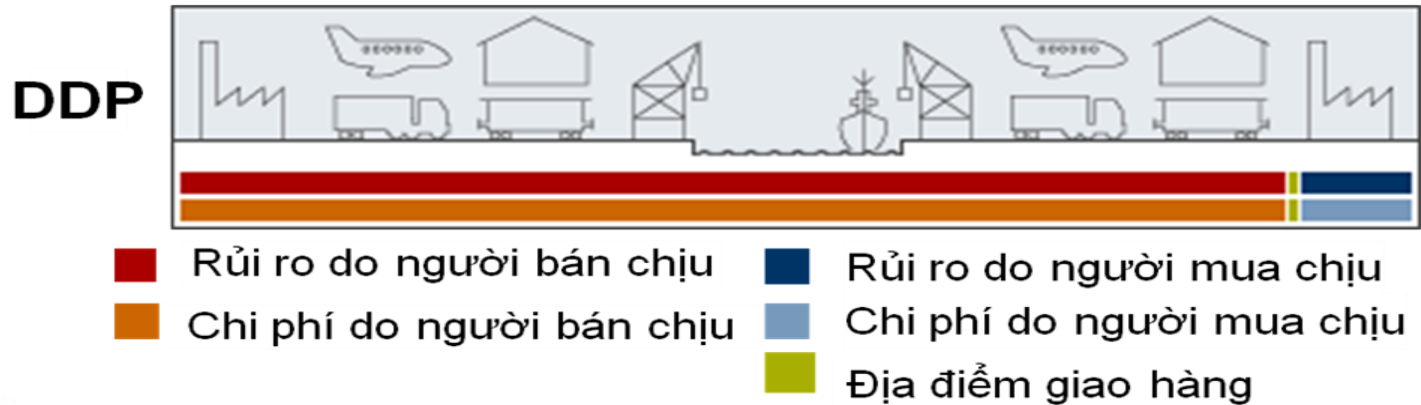 DDP
Rủi ro do người bán chịu
Chi phí do người bán chịu
Rủi ro do người mua chịu
Chi phí do người mua chịu
Địa điểm giao hàng